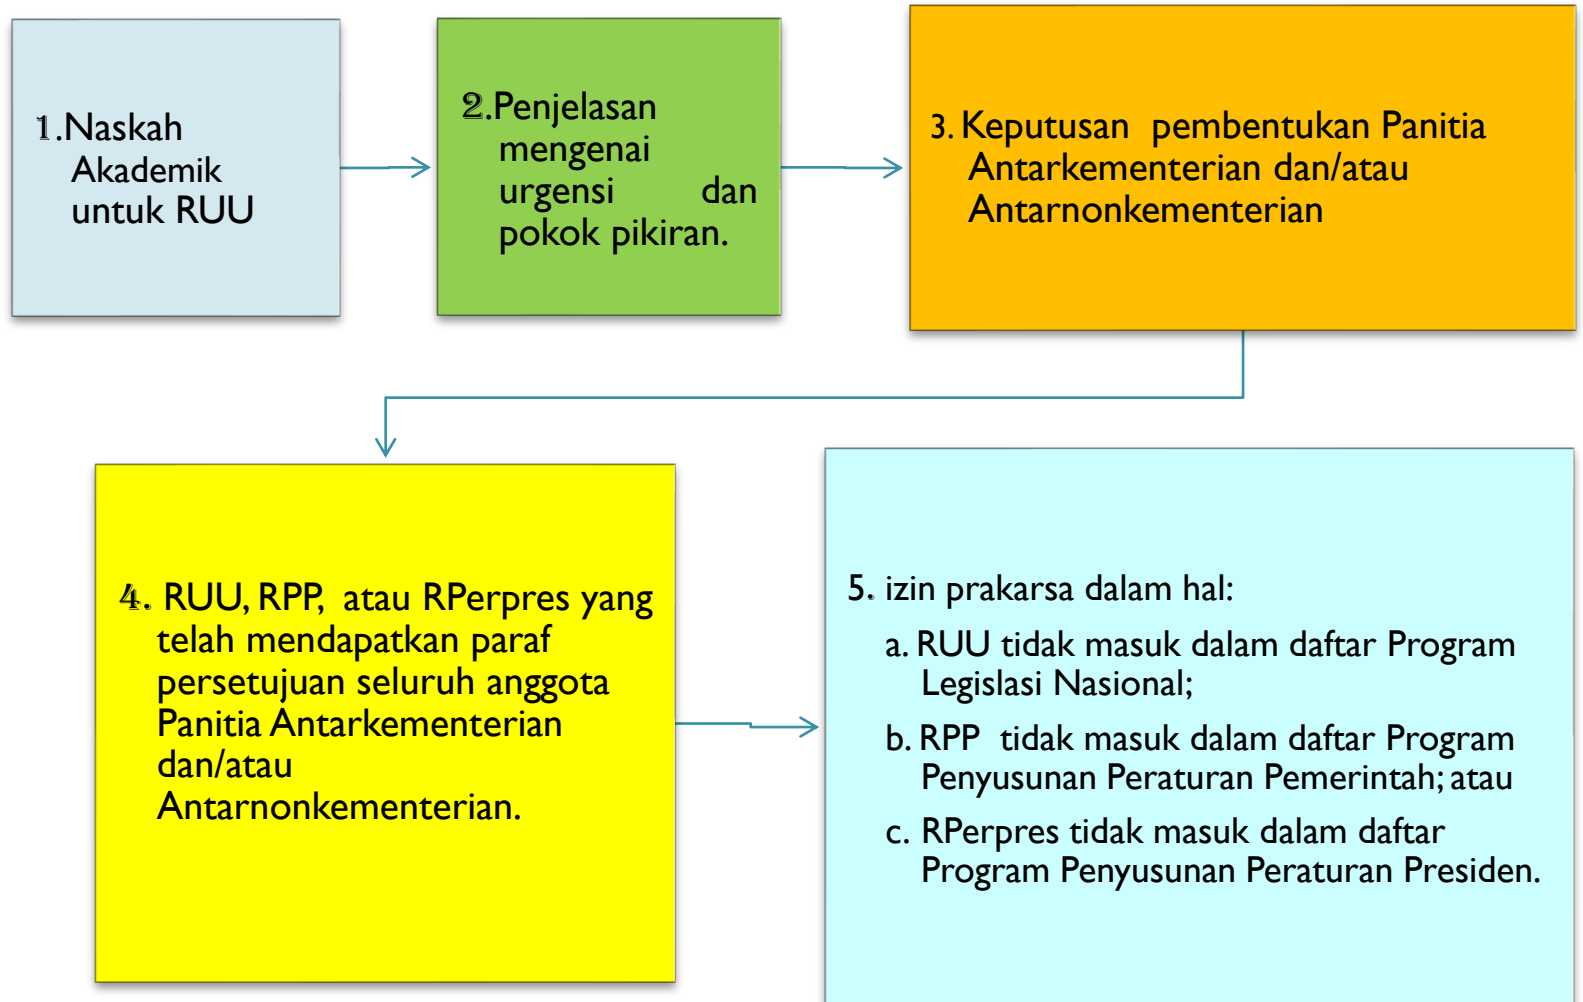 1.Naskah
Akademik
untuk RUU
2.Penjelasan
mengenai
urgensi dan
pokok pikiran.
3. Keputusan pembentukan Panitia
Antarkementerian dan/atau
Antarnonkementerian
4. RUU, RPP, atau RPerpres yang
telah mendapatkan paraf
persetujuan seluruh anggota
Panitia Antarkementerian
dan/atau
Antarnonkementerian.
5. izin prakarsa dalam hal:
a. RUU tidak masuk dalam daftar Program
Legislasi Nasional;
b. RPP tidak masuk dalam daftar Program
Penyusunan Peraturan Pemerintah; atau
c. RPerpres tidak masuk dalam daftar
Program Penyusunan Peraturan Presiden.